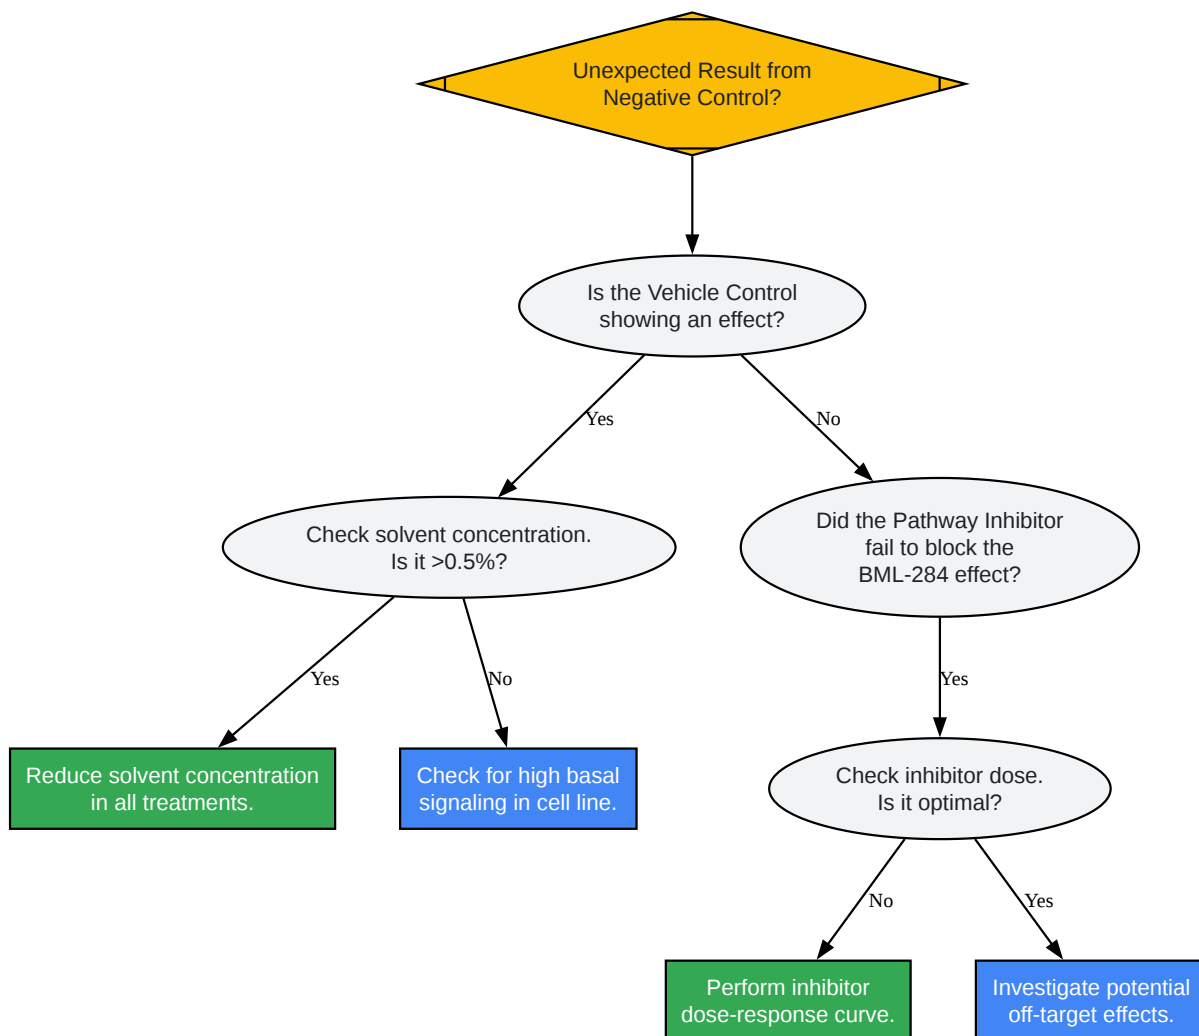 Unexpected Result from
Negative Control?
Is the Vehicle Control
showing an effect?
Yes
No
Check solvent concentration.
Is it >0.5%?
Did the Pathway Inhibitor
fail to block the
BML-284 effect?
Yes
No
Yes
Reduce solvent concentration
in all treatments.
Check for high basal
signaling in cell line.
Check inhibitor dose.
Is it optimal?
No
Yes
Perform inhibitor
dose-response curve.
Investigate potential
off-target effects.